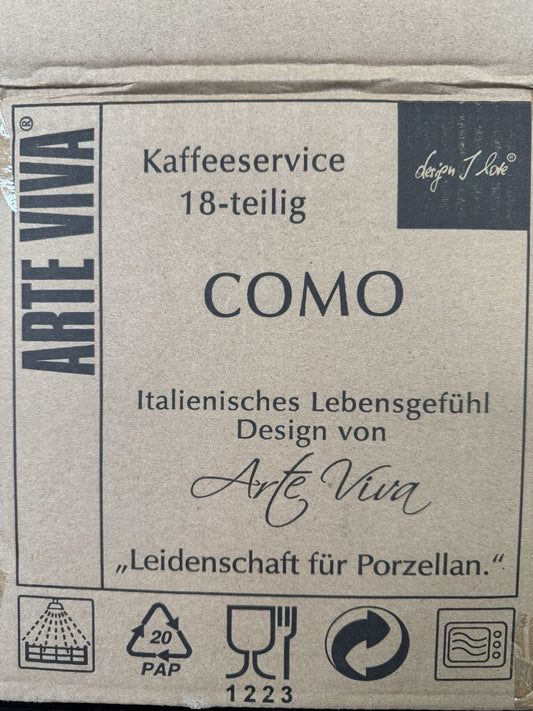 ARTE VIVA®
Kaffeeservice
18-teilig
design I love®
COMO
Italienisches Lebensgefühl
Design von
Arte Viva
„Leidenschaft für Porzellan.“
20
PAP
1223